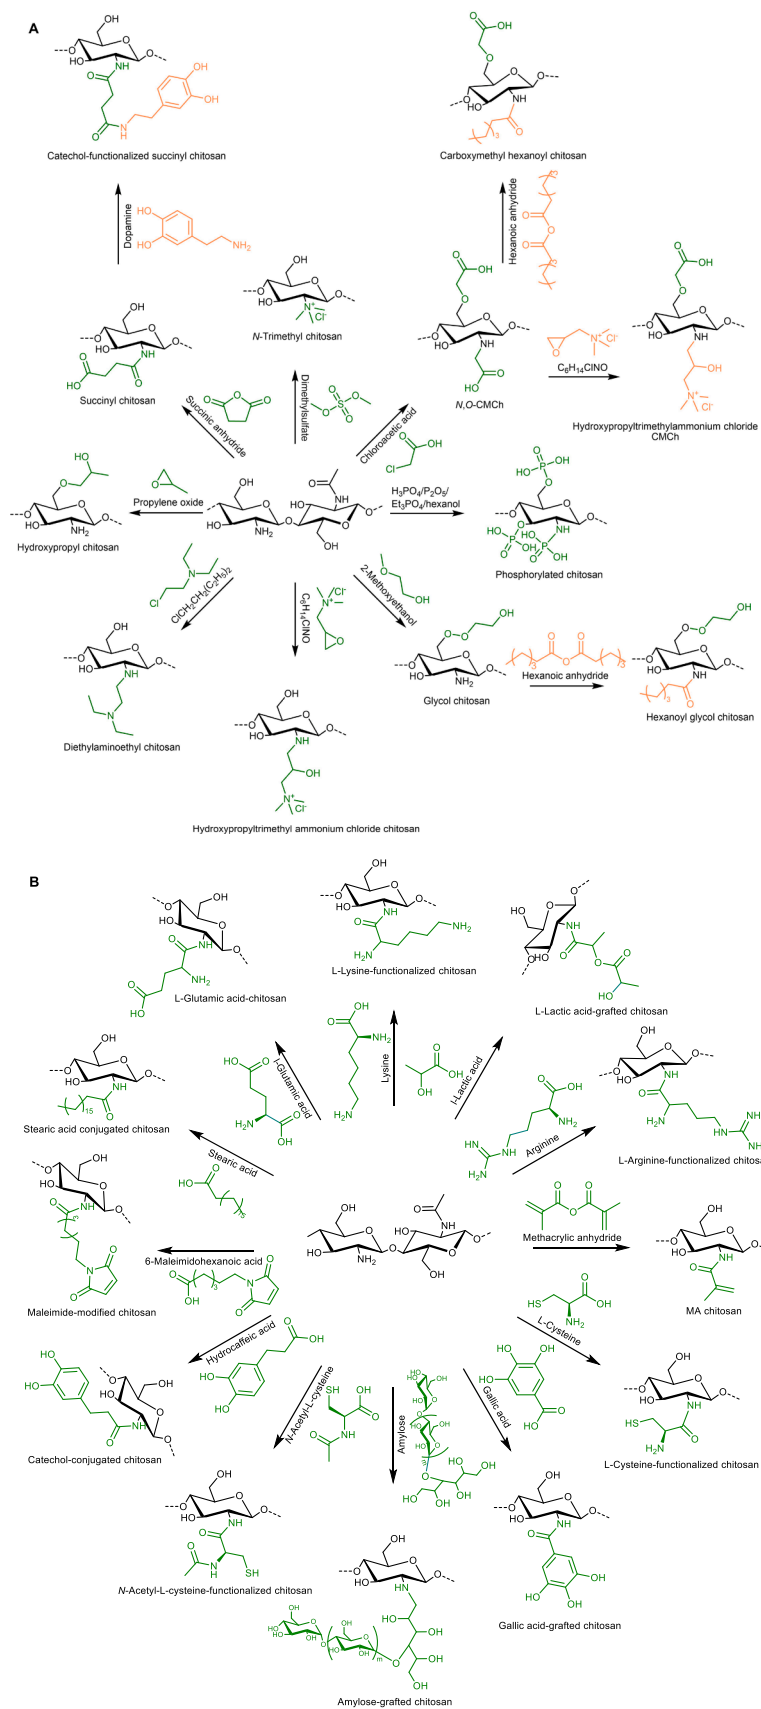 A
Catechol-functionalized succinyl chitosan
Carboxymethyl hexanoyl chitosan
Dopamine
Hexanoic anhydride
N-Trimethyl chitosan
Succinyl chitosan
Succinic anhydride
Dimethylsulfate
Chloroacetic acid
N,O-CMCh
C6H14ClNO
Hydroxypropyltrimethylammonium chloride
CMCh
Propylene oxide
Hydroxypropyl chitosan
H3PO4/P2O5/
Et3PO4/hexanol
Phosphorylated chitosan
ClCH2CH2(C2H5)2
C6H14ClNO
2-Methoxyethanol
Diethylaminoethyl chitosan
Glycol chitosan
Hexanoic anhydride
Hexanoyl glycol chitosan
Hydroxypropyltrimethyl ammonium chloride chitosan
B
L-Glutamic acid-chitosan
L-Lysine-functionalized chitosan
L-Lactic acid-grafted chitosan
l-Glutamic acid
Lysine
l-Lactic acid
Stearic acid conjugated chitosan
Stearic acid
Arginine
L-Arginine-functionalized chitosa
Methacrylic anhydride
MA chitosan
6-Maleimidohexanoic acid
Maleimide-modified chitosan
Hydrocaffeic acid
L-Cysteine
Catechol-conjugated chitosan
N-Acetyl-L-cysteine
Amylose
Gallic acid
L-Cysteine-functionalized chitosan
N-Acetyl-L-cysteine-functionalized chitosan
Gallic acid-grafted chitosan
Amylose-grafted chitosan